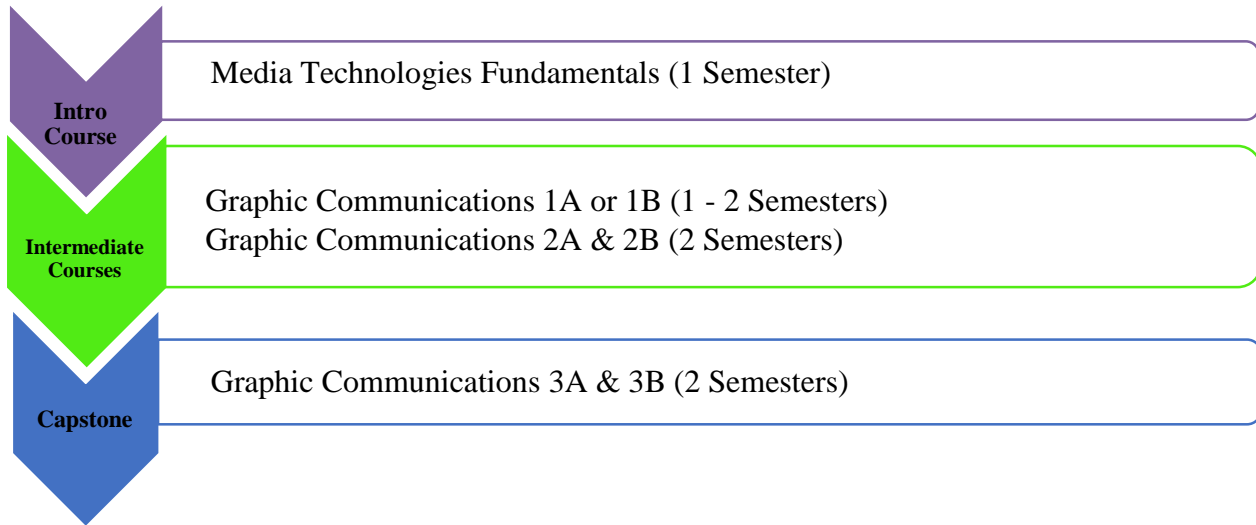 Intro
Course
Media Technologies Fundamentals (1 Semester)
Intermediate
Courses
Graphic Communications 1A or 1B (1 - 2 Semesters)
Graphic Communications 2A & 2B (2 Semesters)
Capstone
Graphic Communications 3A & 3B (2 Semesters)